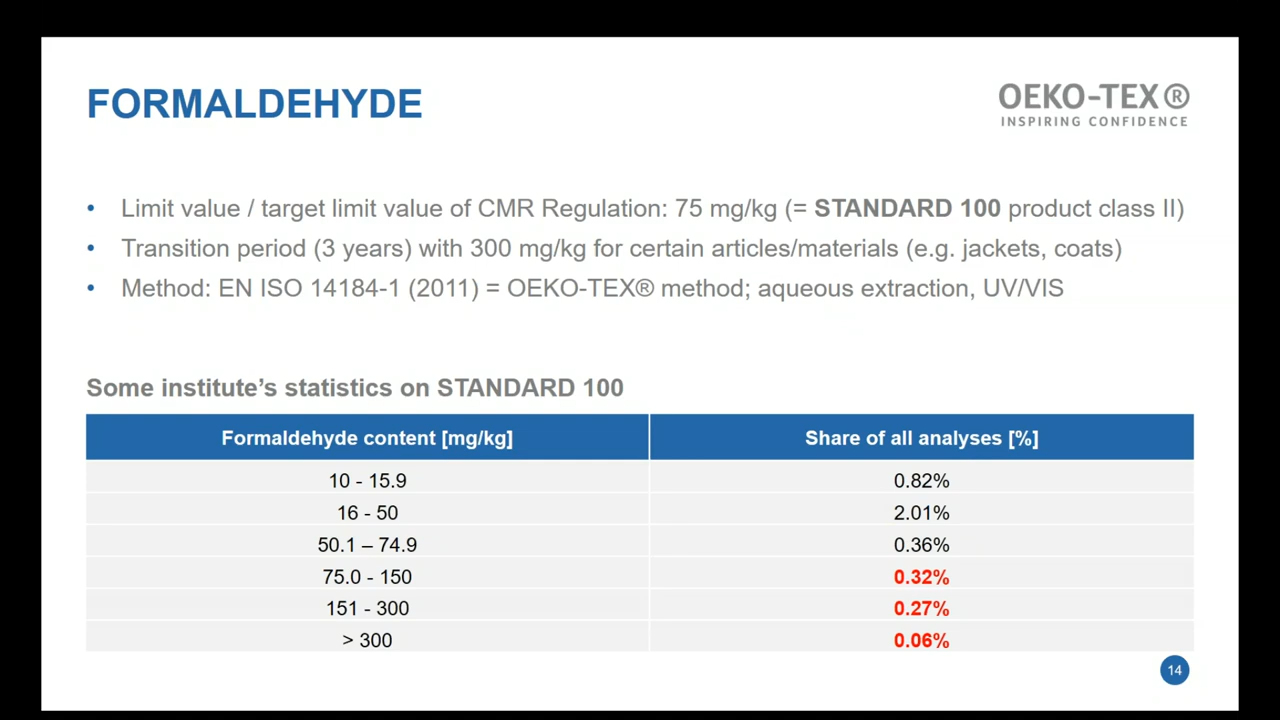 FORMALDEHYDE
OEKO-TEX®
INSPIRING CONFIDENCE
• Limit value / target limit value of CMR Regulation: 75 mg/kg (= STANDARD 100 product class II)
• Transition period (3 years) with 300 mg/kg for certain articles/materials (e.g. jackets, coats)
• Method: EN ISO 14184-1 (2011) = OEKO-TEX® method; aqueous extraction, UV/VIS
Some institute's statistics on STANDARD 100
Formaldehyde content [mg/kg] Share of all analyses [%]
10 - 15.9 0.82%
16 - 50 2.01%
50.1 – 74.9 0.36%
75.0 - 150 0.32%
151 - 300 0.27%
> 300 0.06%
14